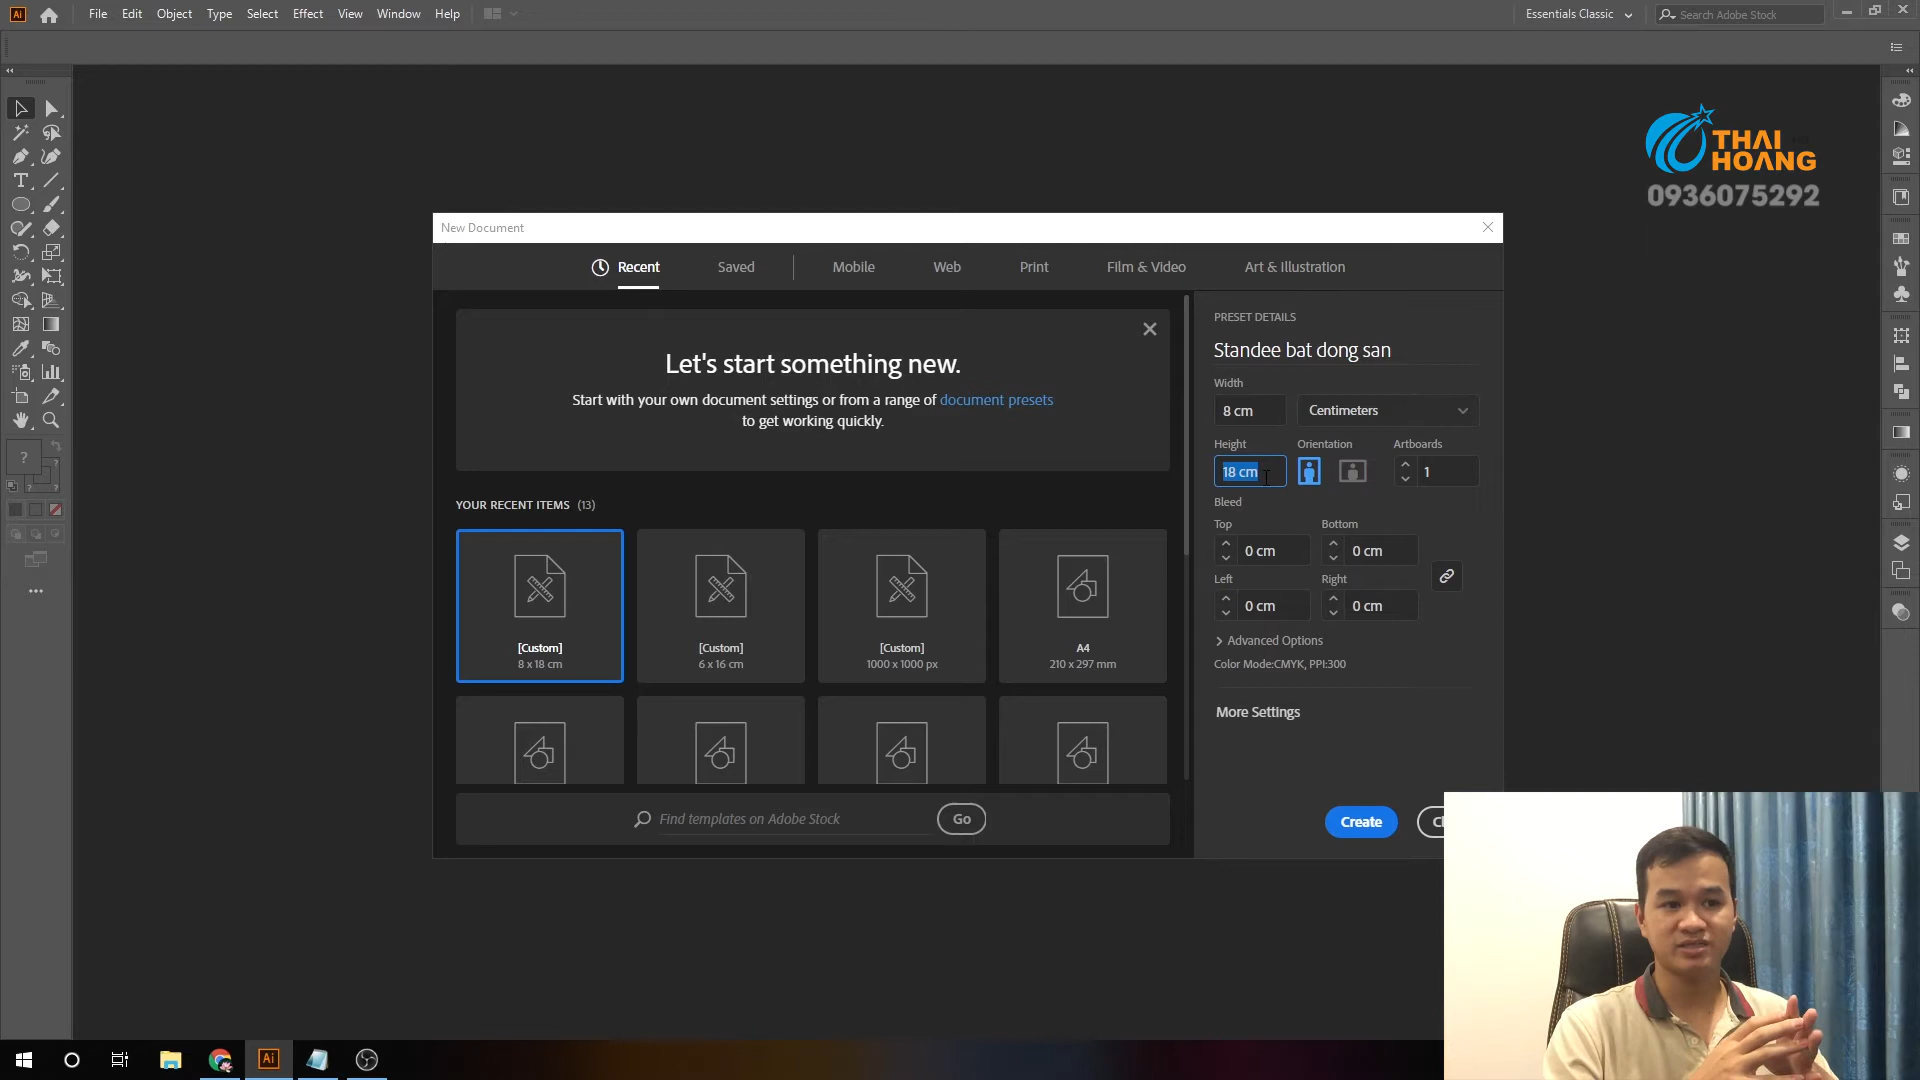 Ai
File Edit Object Type Select Effect View Window Help
Essentials Classic
Search Adobe Stock
THAI
HOANG
0936075292
New Document
Recent Saved Mobile Web Print Film & Video Art & Illustration
Let's start something new.
Start with your own document settings or from a range of document presets
to get working quickly.
YOUR RECENT ITEMS (13)
[Custom]
8 x 18 cm
[Custom]
6 x 16 cm
[Custom]
1000 x 1000 px
A4
210 x 297 mm
Find templates on Adobe Stock
Go
PRESET DETAILS
Standee bat dong san
Width
8 cm Centimeters
Height Orientation Artboards
18 cm 1
Bleed
Top Bottom
0 cm 0 cm
Left Right
0 cm 0 cm
Advanced Options
Color Mode:CMYK, PPI:300
More Settings
Create
Ai